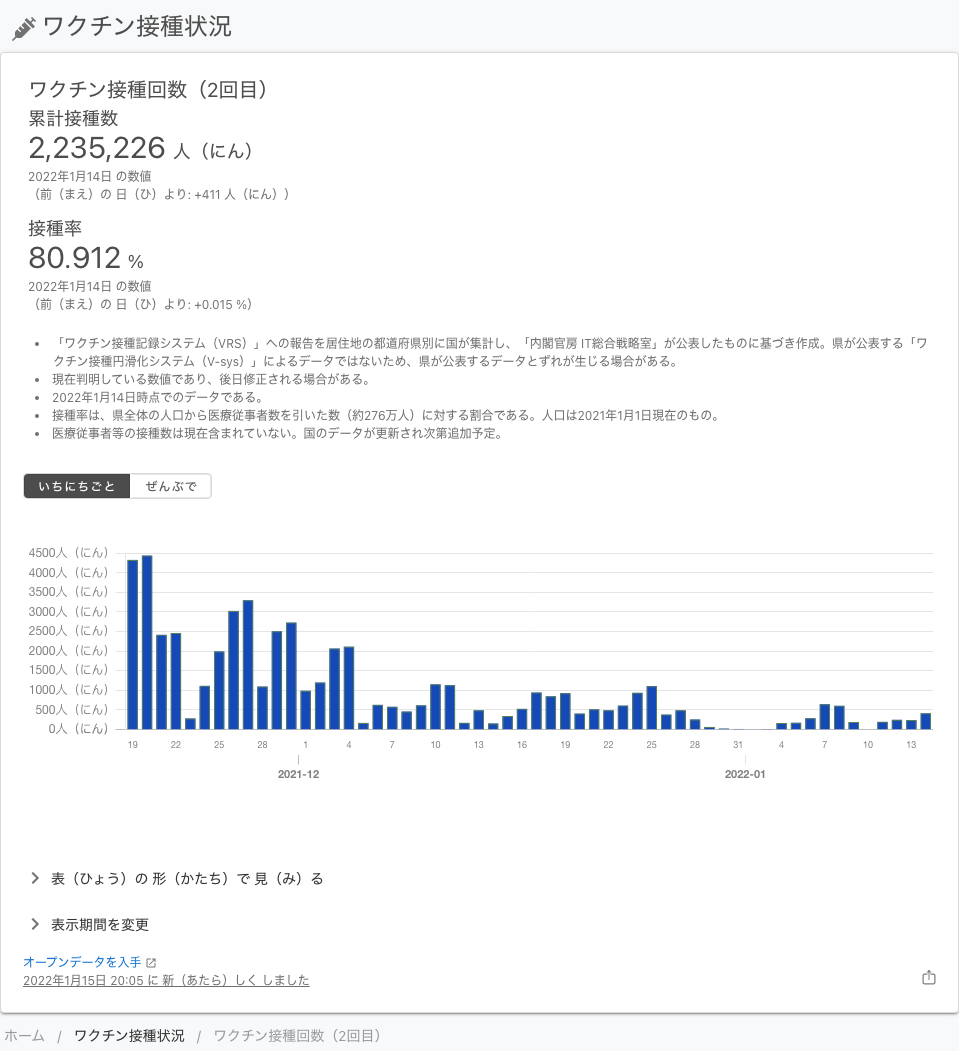 ワクチン接種状況
ワクチン接種回数（2回目）
累計接種数
2,235,226 人（にん）
2022年1月14日 の数値
（前（まえ）の 日（ひ）より: +411 人（にん））
接種率
80.912 %
2022年1月14日 の数値
（前（まえ）の 日（ひ）より: +0.015 %）
「ワクチン接種記録システム（VRS）」への報告を居住地の都道府県別に国が集計し、「内閣官房 IT総合戦略室」が公表したものに基づき作成。県が公表する「ワ
クチン接種円滑化システム（V-sys）」によるデータではないため、県が公表するデータとずれが生じる場合がある。
現在判明している数値であり、後日修正される場合がある。
2022年1月14日時点でのデータである。
接種率は、県全体の人口から医療従事者数を引いた数（約276万人）に対する割合である。人口は2021年1月1日現在のもの。
医療従事者等の接種数は現在含まれていない。国のデータが更新され次第追加予定。
いちにちごと ぜんぶで
4500人（にん）
4000人（にん）
3500人（にん）
3000人（にん）
2500人（にん）
2000人（にん）
1500人（にん）
1000人（にん）
500人（にん）
0人（にん）
19 22 25 28 1 4 7 10 13 16 19 22 25 28 31 4 7 10 13
2021-12 2022-01
表（ひょう）の 形（かたち）で 見（み）る
表示期間を変更
オープンデータを入手
2022年1月15日 20:05 に 新（あたら）しく しました
ホーム / ワクチン接種状況 / ワクチン接種回数（2回目）